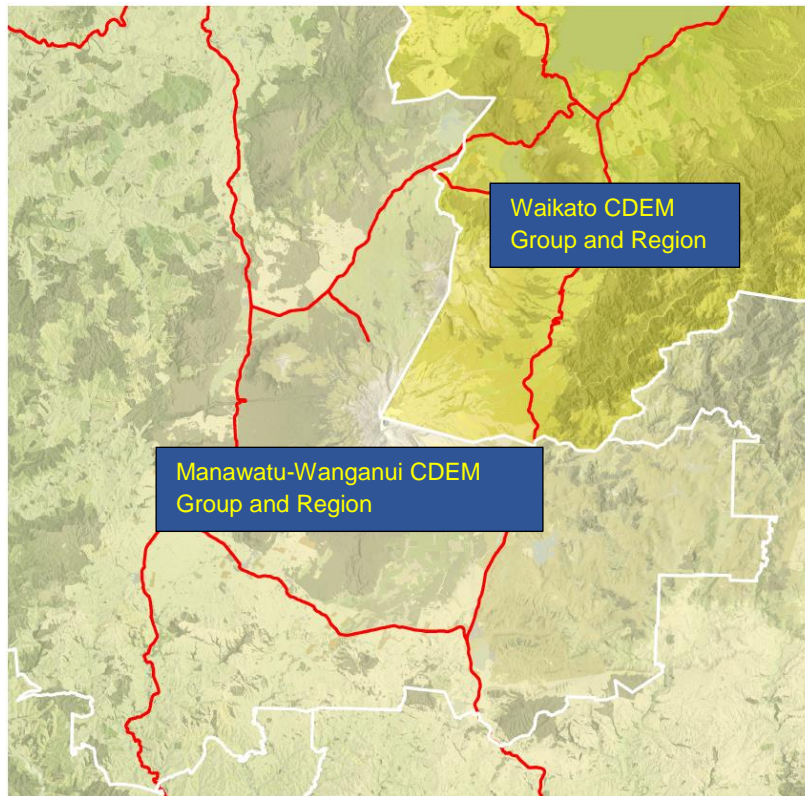 Waikato CDEM
Group and Region
Manawatu-Wanganui CDEM
Group and Region